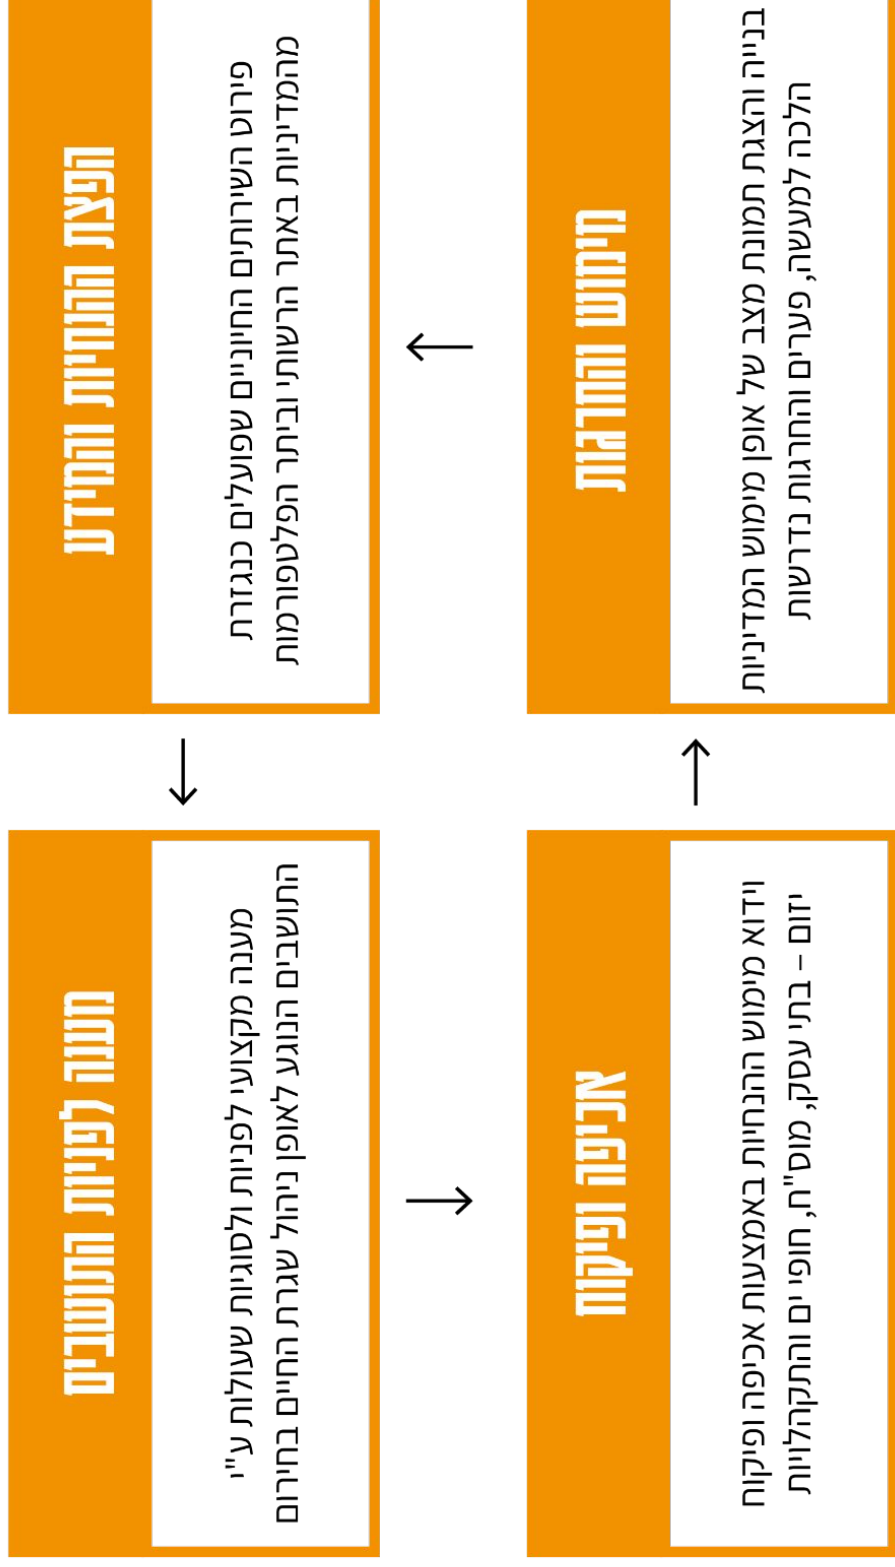 הפצת ההנחיות והמידע
פירוט השירותים החיוניים שפועלים כנגזרת
מהמדיניות באתר הרשותי וביתר הפלטפורמות
מענה לפניות התושבים
מענה מקצועי לפניות ולסוגיות שעולות ע"י
התושבים הנוגע לאופן ניהול שגרת החיים בחירום
מימוש והחרגות
בנייה והצגת תמונת מצב של אופן מימוש המדיניות
הלכה למעשה, פערים והחרגות נדרשות
אכיפה ופיקוח
וידוא מימוש ההנחיות באמצעות אכיפה ופיקוח
יזום – בתי עסק, מוס"ח, חופי ים והתקהלויות